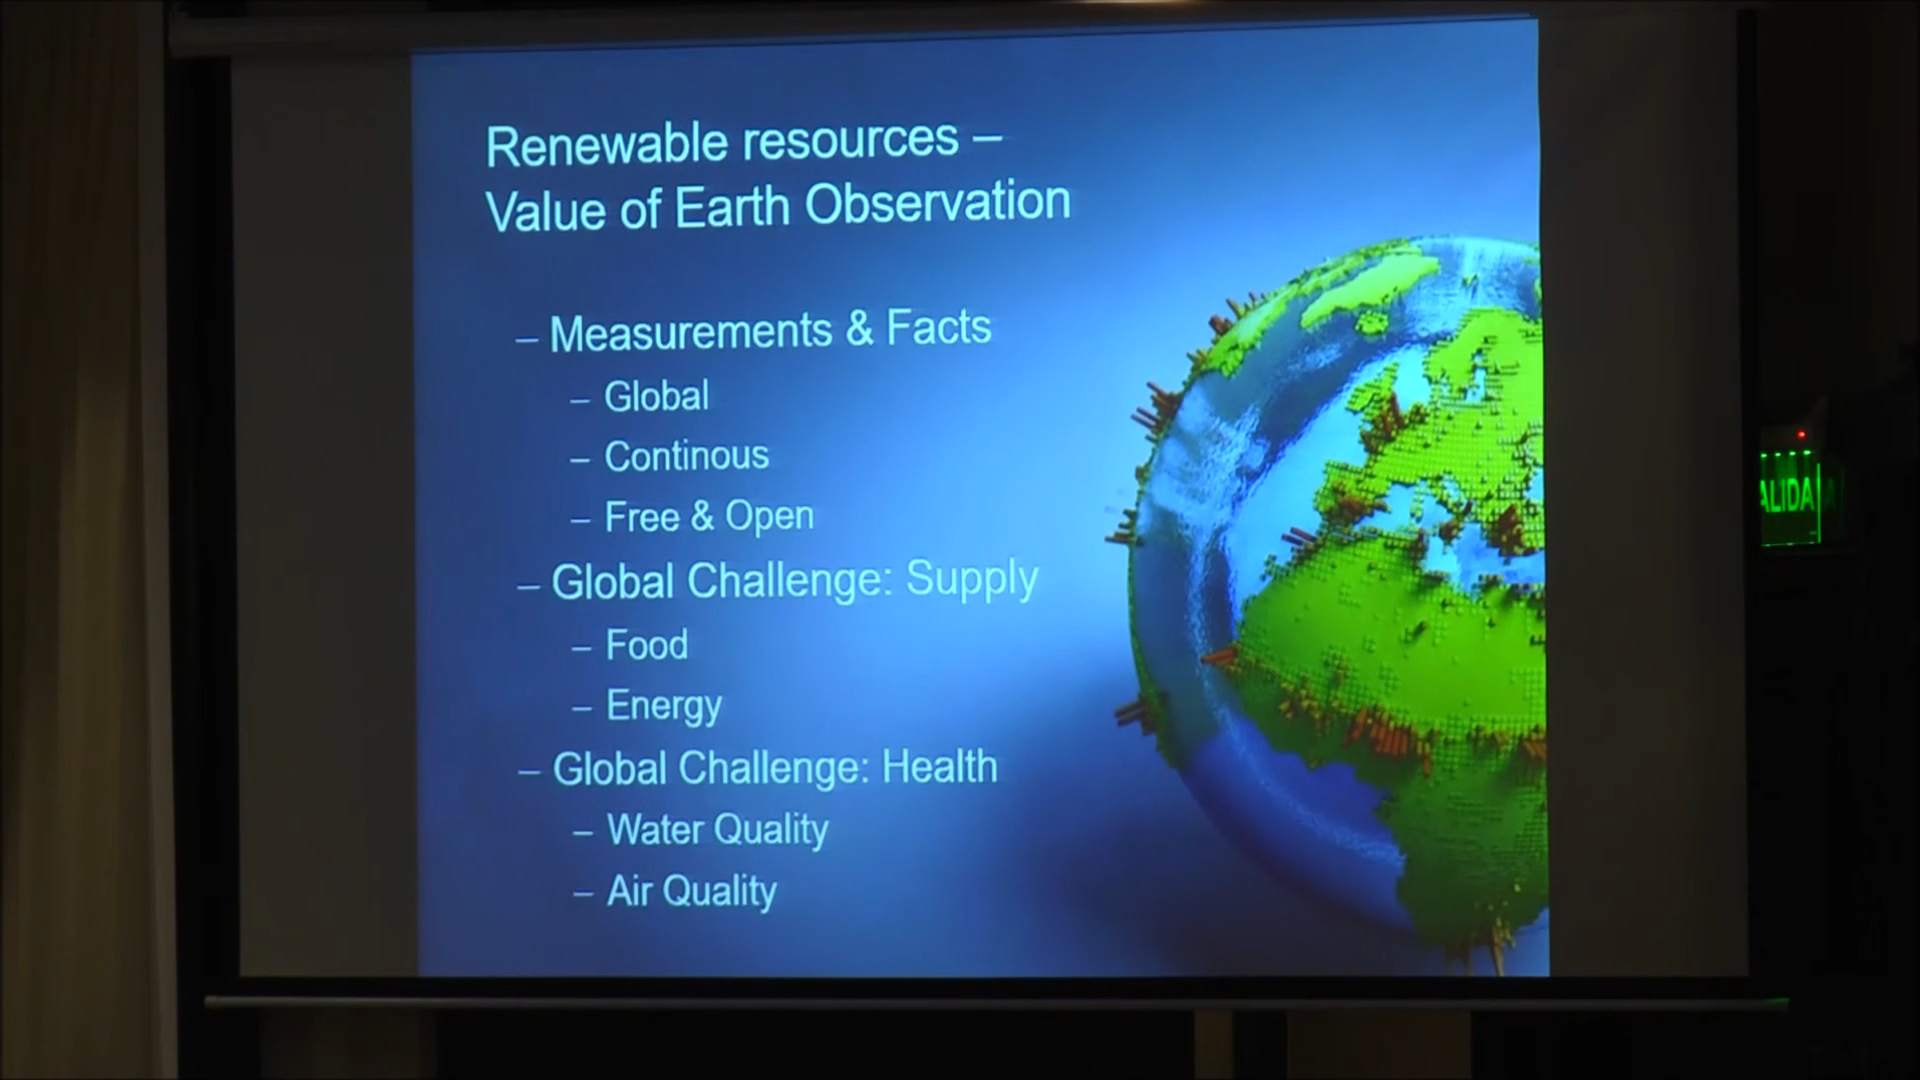 Renewable resources –
Value of Earth Observation
– Measurements & Facts
– Global
– Continous
– Free & Open
– Global Challenge: Supply
– Food
– Energy
– Global Challenge: Health
– Water Quality
– Air Quality
ALIDA